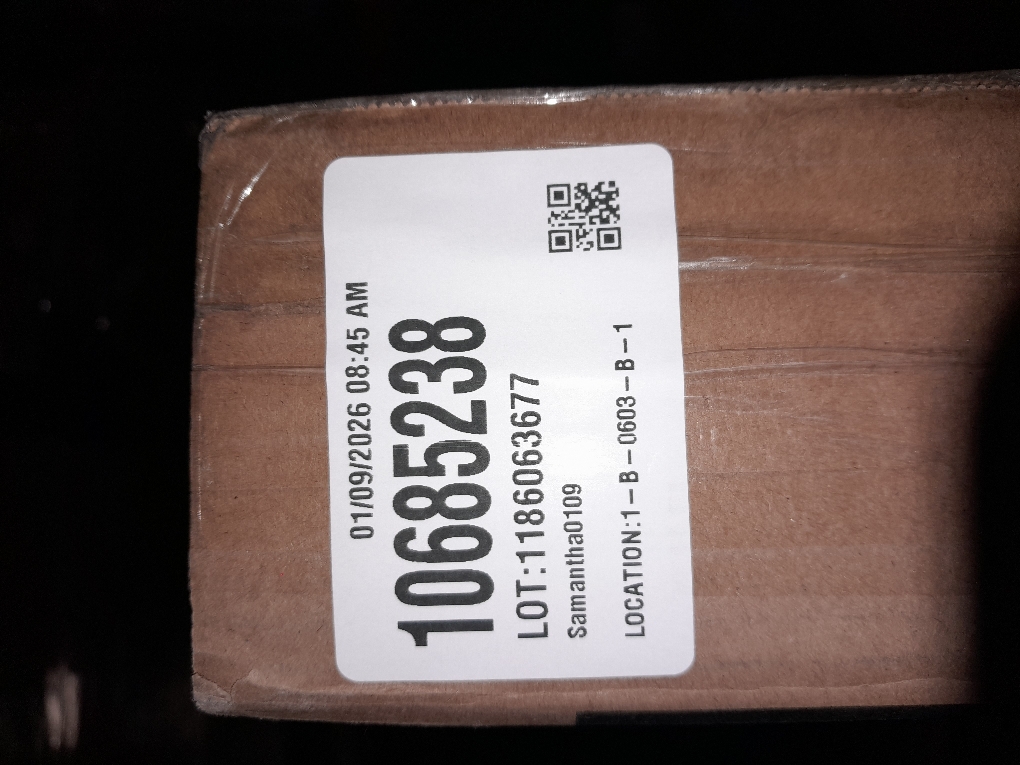 01/09/2026 08:45 AM
10685238
LOT:1186063677
Samantha0109
LOCATION:1-B-0603-B-1